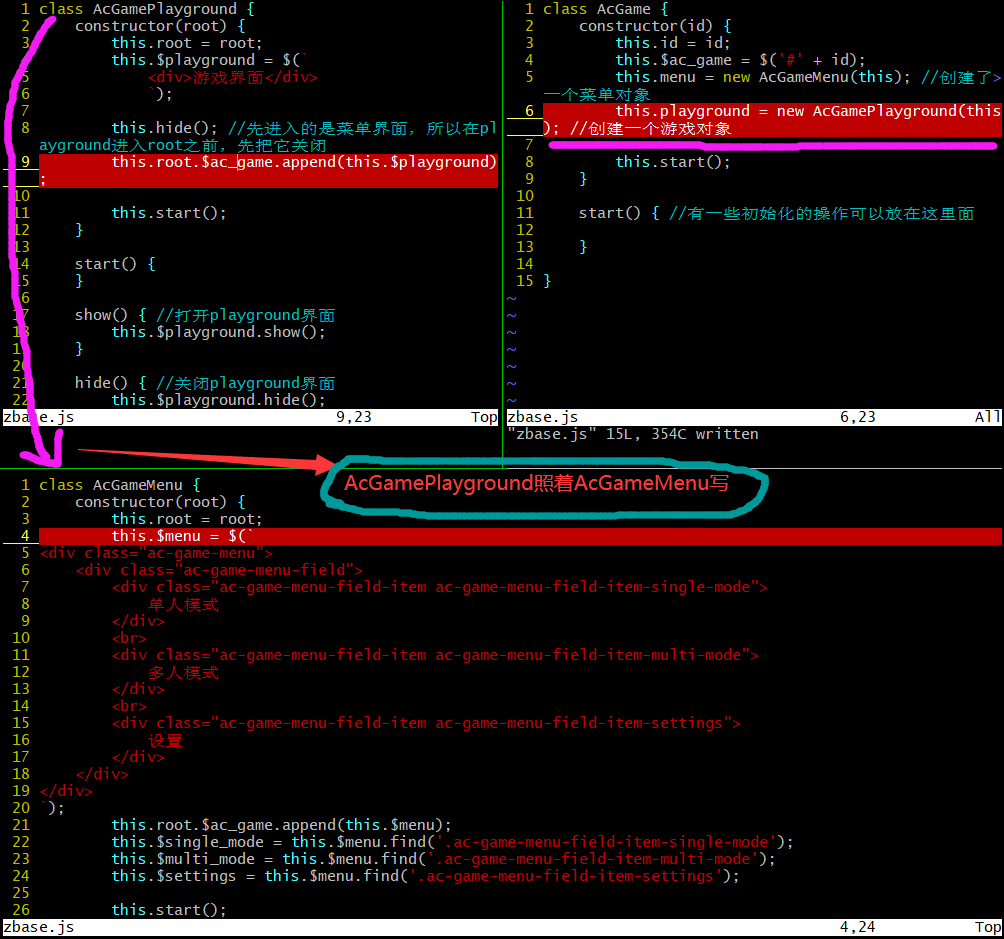 1 class AcGamePlayground {
2     constructor(root) {
3         this.root = root;
4         this.$playground = $(`
5             <div>游戏界面</div>
6             `);
7
8         this.hide(); //先进入的是菜单界面，所以在pl
ayground进入root之前，先把它关闭
9         this.root.$ac_game.append(this.$playground)
;
10
11         this.start();
12     }
13
14     start() {
15     }
16
17     show() { //打开playground界面
18         this.$playground.show();
19     }
20
21     hide() { //关闭playground界面
22         this.$playground.hide();
zbase.js 9,23 Top
1 class AcGame {
2     constructor(id) {
3         this.id = id;
4         this.$ac_game = $('#' + id);
5         this.menu = new AcGameMenu(this); //创建了>
一个菜单对象
6         this.playground = new AcGamePlayground(this
); //创建一个游戏对象
7
8         this.start();
9     }
10
11     start() { //有一些初始化的操作可以放在这里面
12
13     }
14
15 }
~
~
~
~
~
~
~
zbase.js 6,23 All
"zbase.js" 15L, 354C written
AcGamePlayground照着AcGameMenu写
1 class AcGameMenu {
2     constructor(root) {
3         this.root = root;
4         this.$menu = $(`
5 <div class="ac-game-menu">
6     <div class="ac-game-menu-field">
7         <div class="ac-game-menu-field-item ac-game-menu-field-item-single-mode">
8             单人模式
9         </div>
10         <br>
11         <div class="ac-game-menu-field-item ac-game-menu-field-item-multi-mode">
12             多人模式
13         </div>
14         <br>
15         <div class="ac-game-menu-field-item ac-game-menu-field-item-settings">
16             设置
17         </div>
18     </div>
19 </div>
20 `);
21         this.root.$ac_game.append(this.$menu);
22         this.$single_mode = this.$menu.find('.ac-game-menu-field-item-single-mode');
23         this.$multi_mode = this.$menu.find('.ac-game-menu-field-item-multi-mode');
24         this.$settings = this.$menu.find('.ac-game-menu-field-item-settings');
25
26         this.start();
zbase.js 4,24 Top